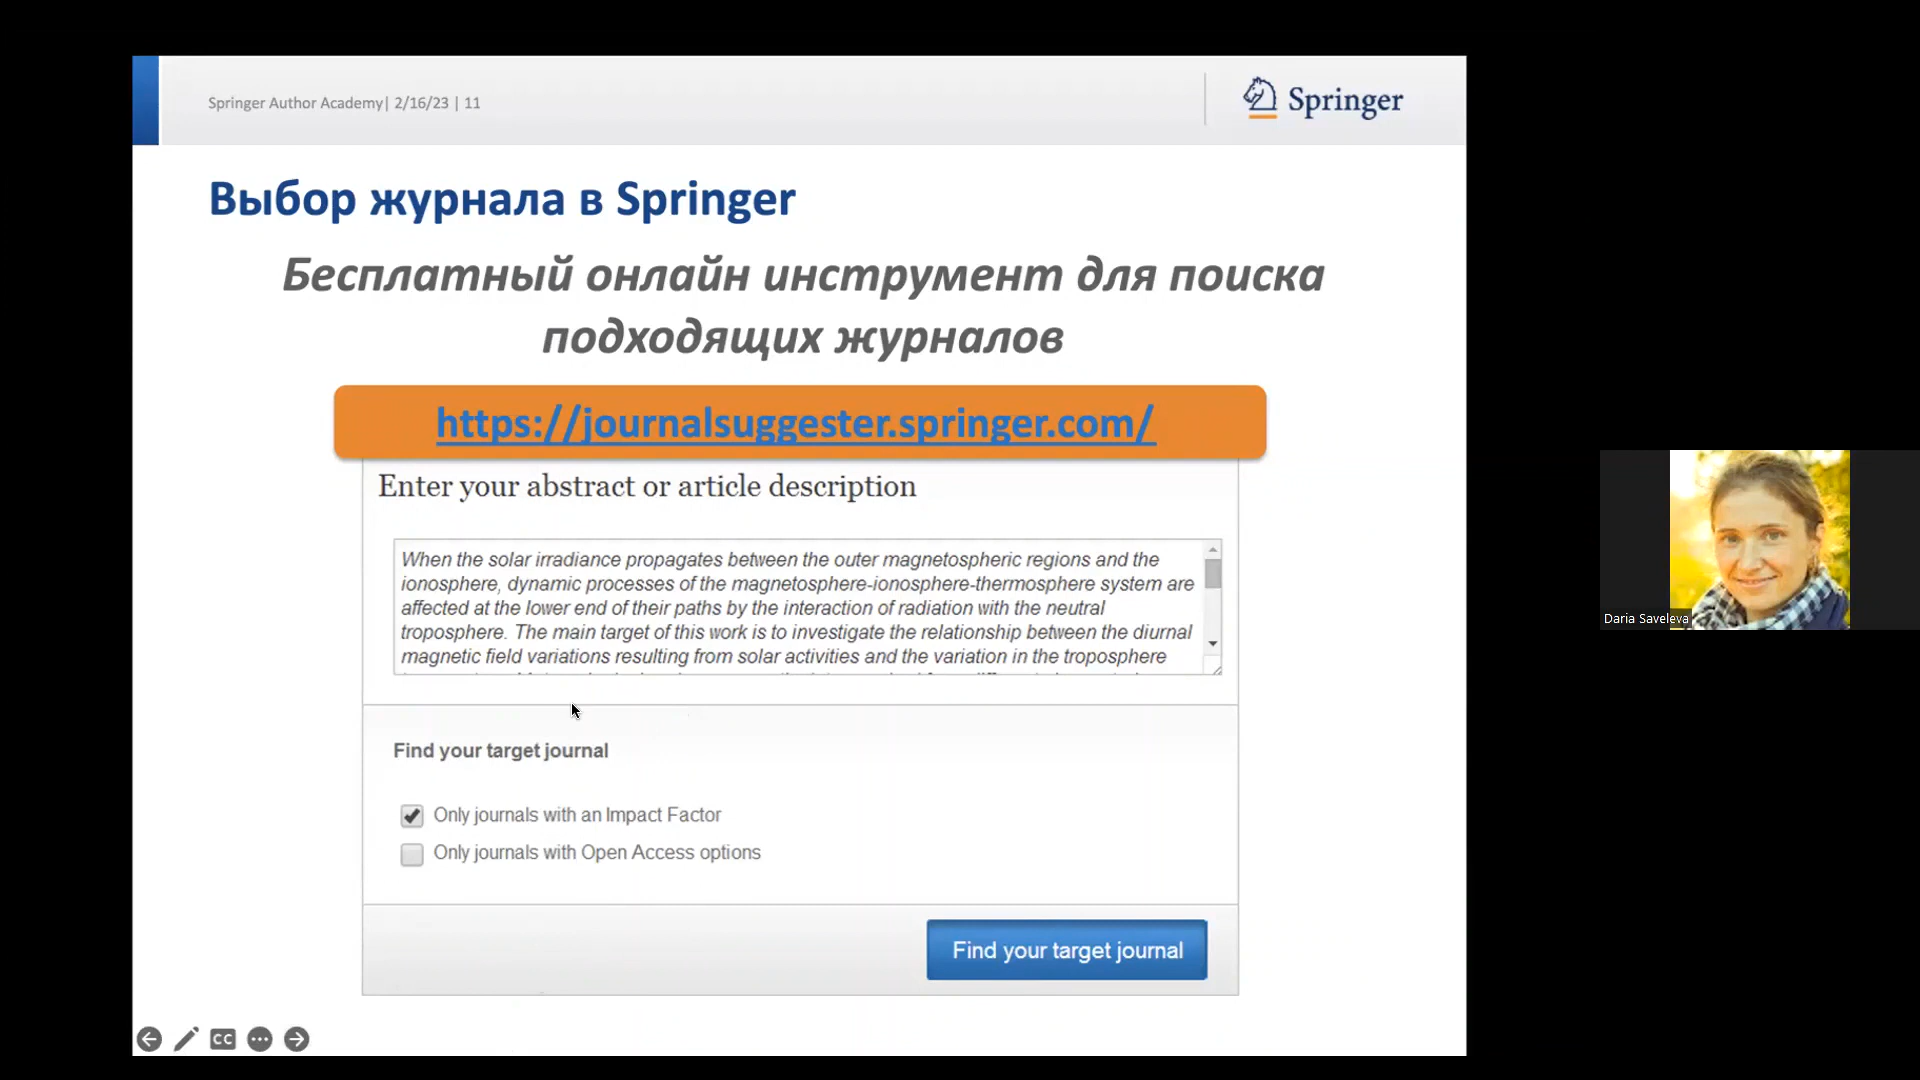 Springer Author Academy| 2/16/23 | 11
Springer
Выбор журнала в Springer
Бесплатный онлайн инструмент для поиска
подходящих журналов
https://journalsuggester.springer.com/
Enter your abstract or article description
When the solar irradiance propagates between the outer magnetospheric regions and the
ionosphere, dynamic processes of the magnetosphere-ionosphere-thermosphere system are
affected at the lower end of their paths by the interaction of radiation with the neutral
troposphere. The main target of this work is to investigate the relationship between the diurnal
magnetic field variations resulting from solar activities and the variation in the troposphere
Find your target journal
Only journals with an Impact Factor
Only journals with Open Access options
Find your target journal
CC
Daria Saveleva